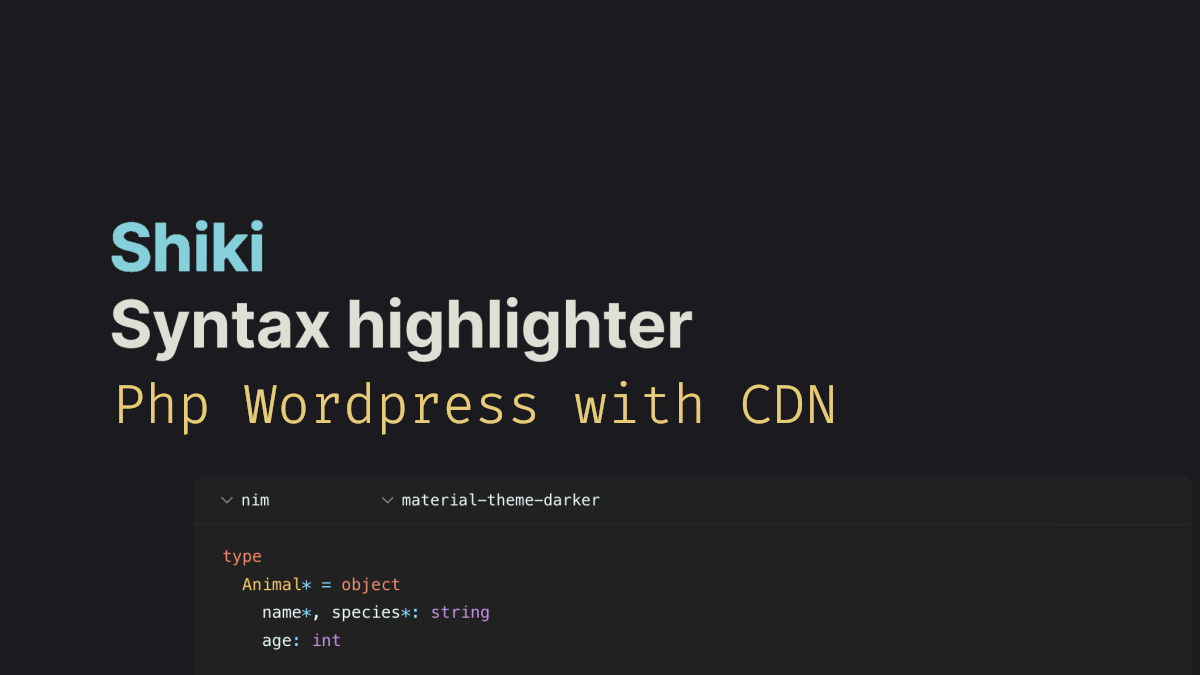 Shiki
Syntax highlighter
Php Wordpress with CDN
nim material-theme-darker
type
Animal* = object
name*, species*: string
age: int